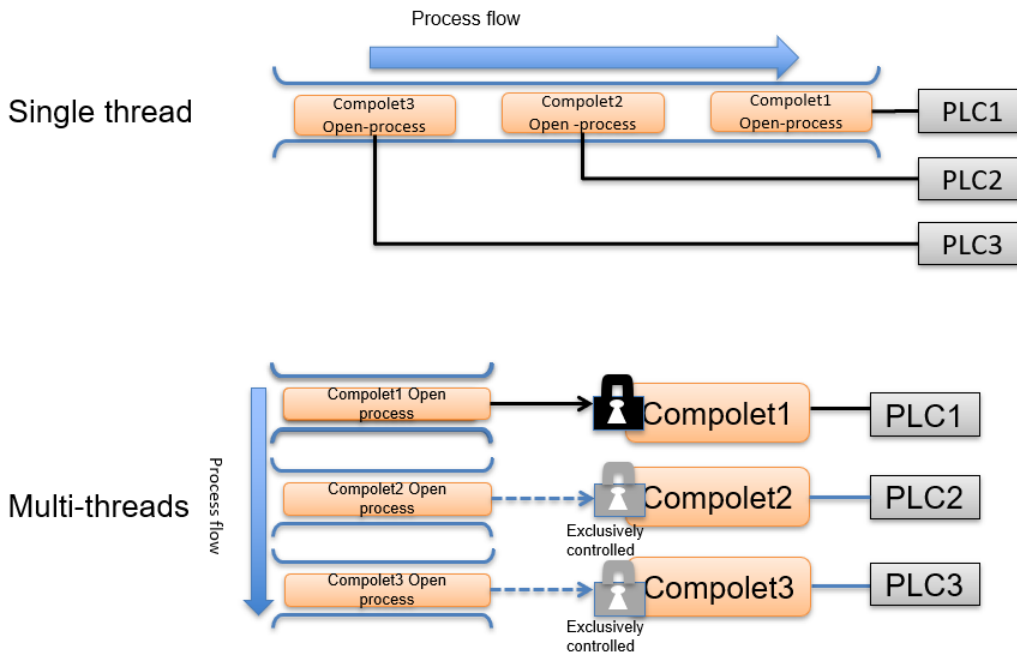 Process flow
Single thread
Compolet3
Open-process
Compolet2
Open -process
Compolet1
Open-process
PLC1
PLC2
PLC3
Multi-threads
Process flow
Compolet1 Open
process
Compolet1
PLC1
Compolet2 Open
process
Exclusively
controlled
Compolet2
PLC2
Compolet3 Open
process
Exclusively
controlled
Compolet3
PLC3